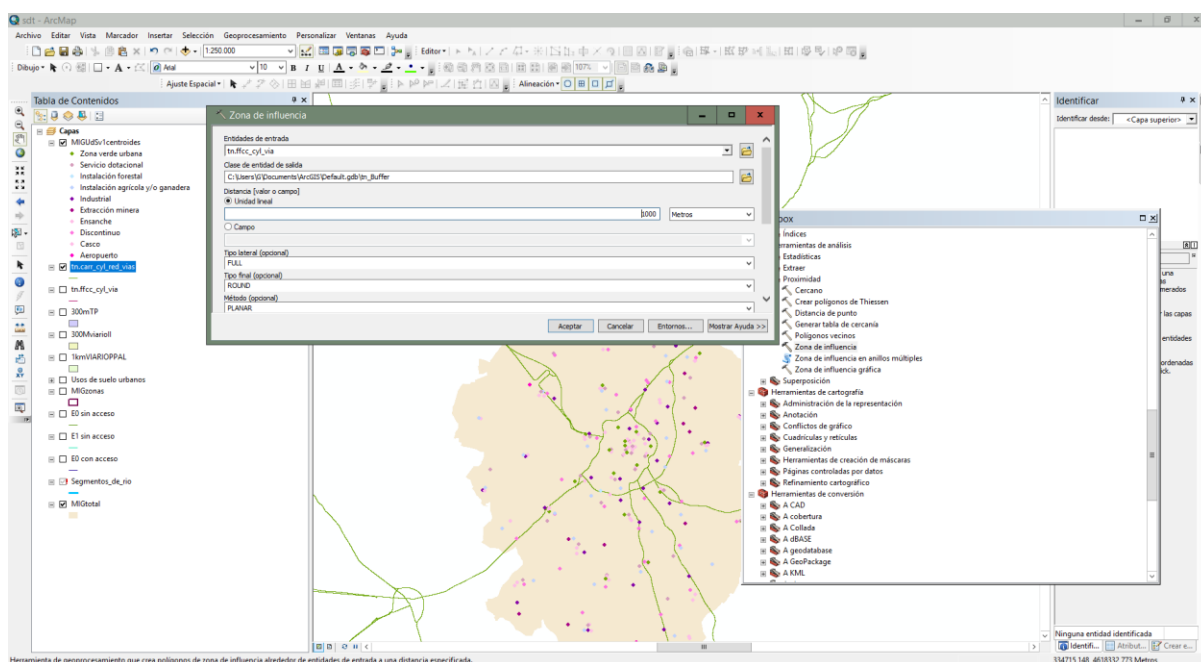 sdt - ArcMap
Archivo Editar Vista Marcador Insertar Selección Geoprocesamiento Personalizar Ventanas Ayuda
1:250.000
Editor
Dibujo
Arial
10
107%
Ajuste Espacial
Alineación
Tabla de Contenidos
Capas
MIGUdSv1centroides
Zona verde urbana
Servicio dotacional
Instalación forestal
Instalación agrícola y/o ganadera
Industrial
Extracción minera
Ensanche
Discontinuo
Casco
Aeropuerto
tn.carr_cyl_red_vias
tn.ffcc_cyl_via
300mTP
300Mviarioll
1kmVIARIOPPAL
Usos de suelo urbanos
MIGzonas
E0 sin acceso
E1 sin acceso
E0 con acceso
Segmentos_de_rio
MIGtotal
Zona de influencia
Entidades de entrada
tn.ffcc_cyl_via
Clase de entidad de salida
C:\Users\G\Documents\ArcGIS\Default.gdb\tn_Buffer
Distancia [valor o campo]
Unidad lineal
1000
Metros
Campo
Tipo lateral (opcional)
FULL
Tipo final (opcional)
ROUND
Método (opcional)
PLANAR
Aceptar
Cancelar
Entornos...
Mostrar Ayuda >>
box
Índices
rramientas de análisis
Estadísticas
Extraer
Proximidad
Cercano
Crear polígonos de Thiessen
Distancia de punto
Generar tabla de cercanía
Polígonos vecinos
Zona de influencia
Zona de influencia en anillos múltiples
Zona de influencia gráfica
Superposición
Herramientas de cartografía
Administración de la representación
Anotación
Conflictos de gráfico
Cuadrículas y retículas
Generalización
Herramientas de creación de máscaras
Páginas controladas por datos
Refinamiento cartográfico
Herramientas de conversión
A CAD
A cobertura
A Collada
A dBASE
A geodatabase
A GeoPackage
A KML
Identificar
Identificar desde:
<Capa superior>
una
merados
las capas
entidades
ordenadas
ick.
Ninguna entidad identificada
Identifi...
Atribut...
Crear e...
Herramienta de geoprocesamiento que crea polígonos de zona de influencia alrededor de entidades de entrada a una distancia especificada.
334715,148 4618332,773 Metros